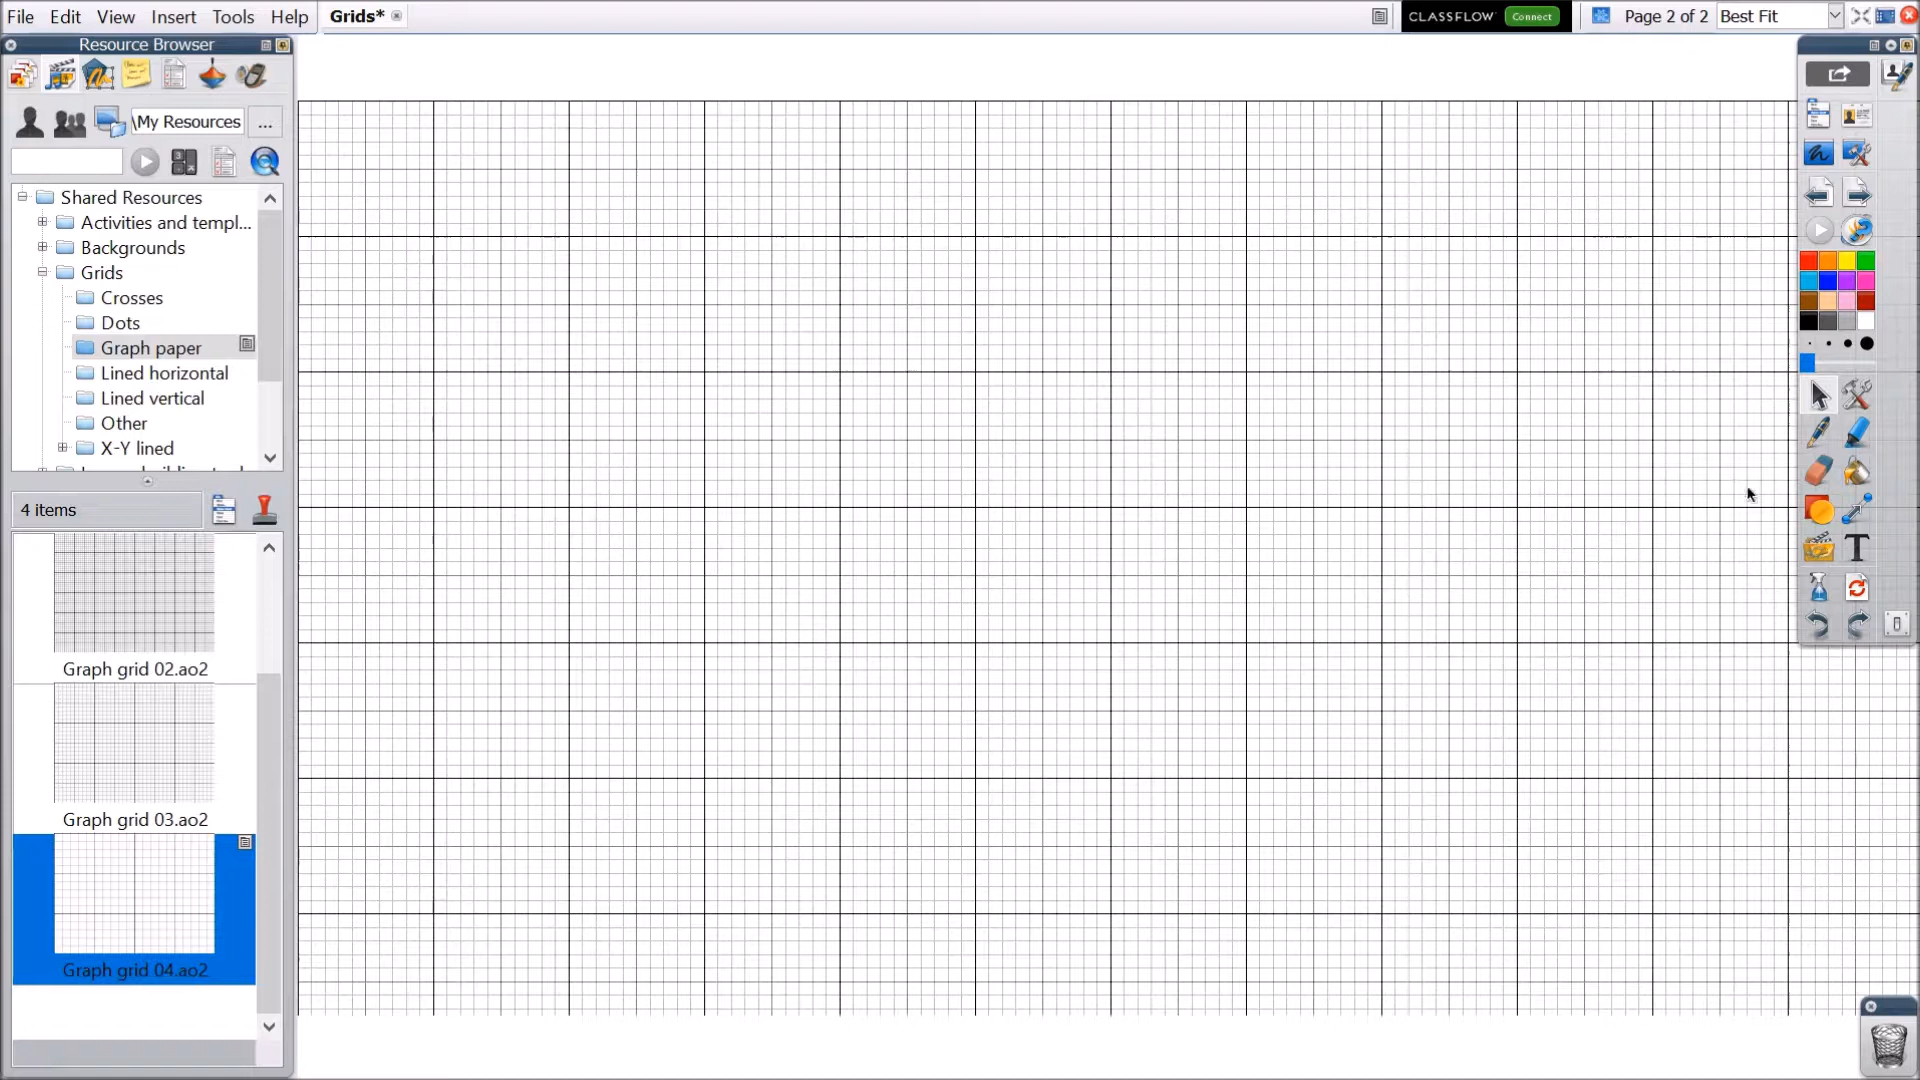 File Edit View Insert Tools Help
Grids*
CLASSFLOW Connect
Page 2 of 2
Best Fit
Resource Browser
\My Resources
...
Shared Resources
Activities and templ...
Backgrounds
Grids
Crosses
Dots
Graph paper
Lined horizontal
Lined vertical
Other
X-Y lined
4 items
Graph grid 02.ao2
Graph grid 03.ao2
Graph grid 04.ao2
T